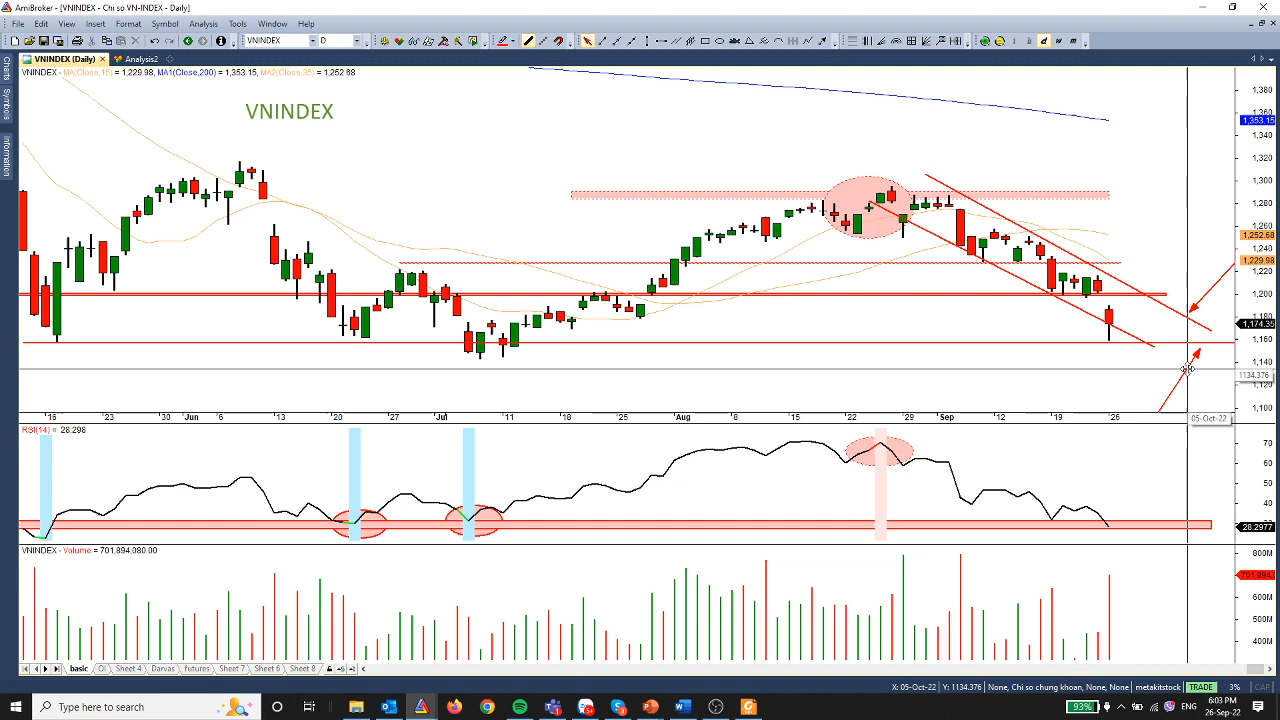 AmiBroker - [VNINDEX - Chi so VN-INDEX - Daily]
File Edit View Insert Format Symbol Analysis Tools Window Help
VNINDEX D
VNINDEX (Daily) Analysis2
Charts
Symbols
Information
VNINDEX - MA(Close,15) = 1,229.98, MA1(Close,200) = 1,353.15, MA2(Close,35) = 1,252.68
VNINDEX
1,380
1,353.15
1,340
1,320
1,300
1,280
1,260
1,252.68
1,229.98
1,220
1,200
1,180
1,174.35
1,160
1,140
1134.376
1,120
1,100
16 23 30 Jun 6 13 20 27 Jul 11 18 25 Aug 8 15 22 29 Sep 12 19 26 05-Oct-22
RSI(14) = 28.298
70
60
50
40
30
28.2977
VNINDEX - Volume = 701,894,080.00
800M
701,894,
600M
500M
400M
basic OI Sheet 4 Darvas futures Sheet 7 Sheet 6 Sheet 8
X: 05-Oct-22 Y: 1134.376 None, Chi so chung khoan, None, None metakitstock TRADE 3% CAP
Type here to search
93%
6:03 PM
26-Sep-22